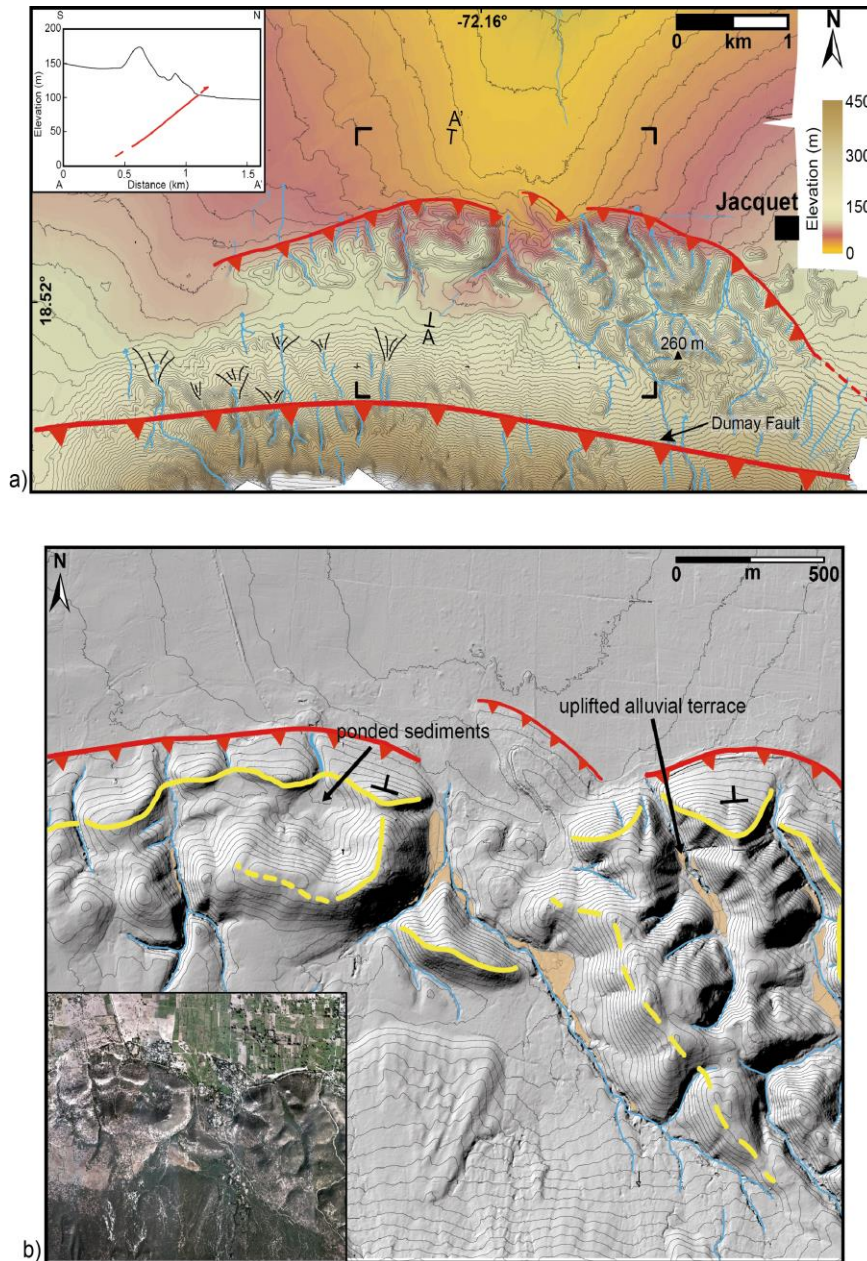 S
N
200
150
100
50
0
Elevation (m)
0
0.5
1
1.5
A
Distance (km)
A'
-72.16°
0
km
1
N
450
300
150
0
Elevation (m)
Jacquet
A'
18.52°
A
260 m
Dumay Fault
a)
N
0
m
500
uplifted alluvial terrace
ponded sediments
b)